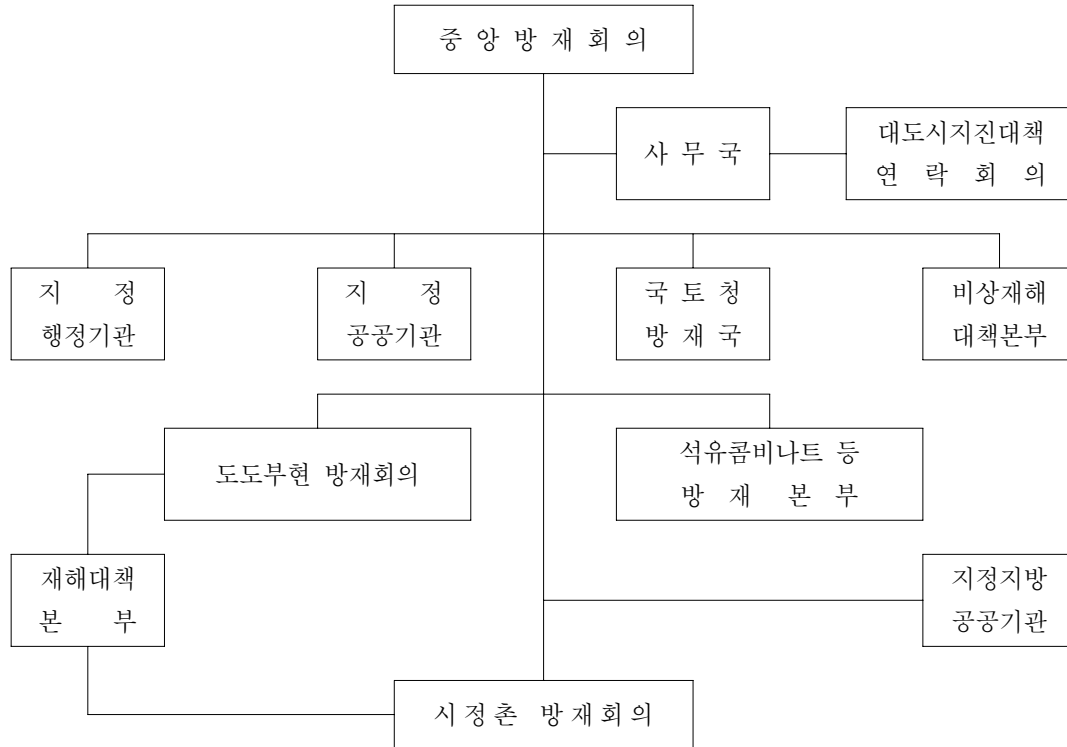 중 앙 방 재 회 의
사 무 국
대도시지진대책
연 락 회 의
지 정
행정기관
지 정
공공기관
국 토 청
방 재 국
비상재해
대책본부
도도부현 방재회의
석유콤비나트 등
방 재 본 부
재해대책
본 부
지정지방
공공기관
시정촌 방재회의